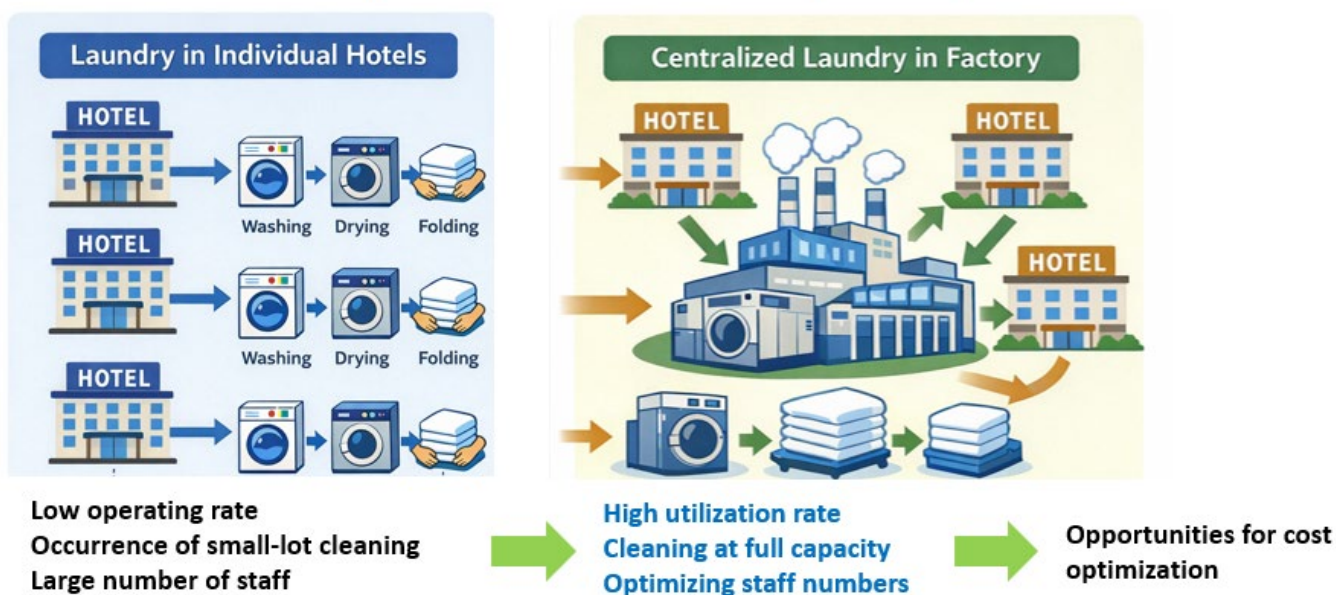 Laundry in Individual Hotels
HOTEL
Washing Drying Folding
HOTEL
Washing Drying Folding
HOTEL
Centralized Laundry in Factory
HOTEL
HOTEL
HOTEL
Low operating rate
Occurrence of small-lot cleaning
Large number of staff
High utilization rate
Cleaning at full capacity
Optimizing staff numbers
Opportunities for cost
optimization